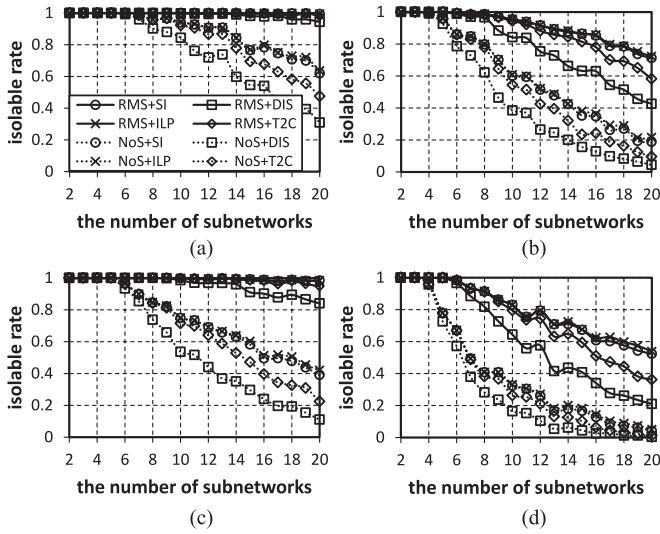 1
0.8
0.6
0.4
0.2
0
isolable rate
RMS+SI
RMS+DIS
RMS+ILP
RMS+T2C
NoS+SI
NoS+DIS
NoS+ILP
NoS+T2C
2 4 6 8 10 12 14 16 18 20
the number of subnetworks
(a)
1
0.8
0.6
0.4
0.2
0
isolable rate
2 4 6 8 10 12 14 16 18 20
the number of subnetworks
(b)
1
0.8
0.6
0.4
0.2
0
isolable rate
2 4 6 8 10 12 14 16 18 20
the number of subnetworks
(c)
1
0.8
0.6
0.4
0.2
0
isolable rate
2 4 6 8 10 12 14 16 18 20
the number of subnetworks
(d)